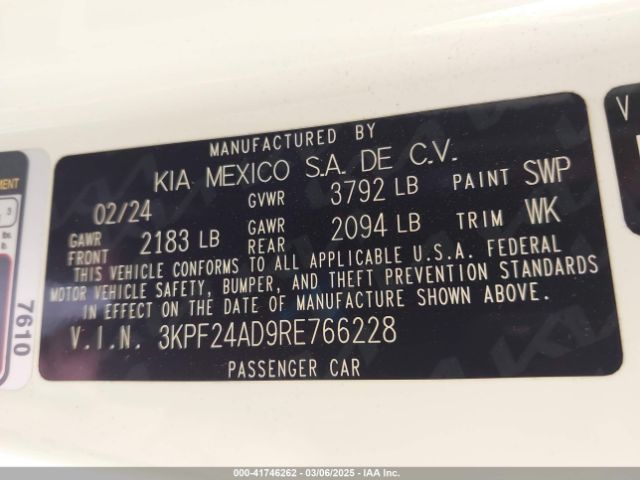 MANUFACTURED BY
KIA MEXICO S.A. DE C.V.
02/24 GVWR 3792 LB PAINT SWP
GAWR FRONT 2183 LB GAWR REAR 2094 LB TRIM WK
THIS VEHICLE CONFORMS TO ALL APPLICABLE U.S.A. FEDERAL
MOTOR VEHICLE SAFETY, BUMPER, AND THEFT PREVENTION STANDARDS
IN EFFECT ON THE DATE OF MANUFACTURE SHOWN ABOVE.
V.I.N. 3KPF24AD9RE766228
PASSENGER CAR
7610
3
V
000-41746262 - 03/06/2025 - IAA Inc.